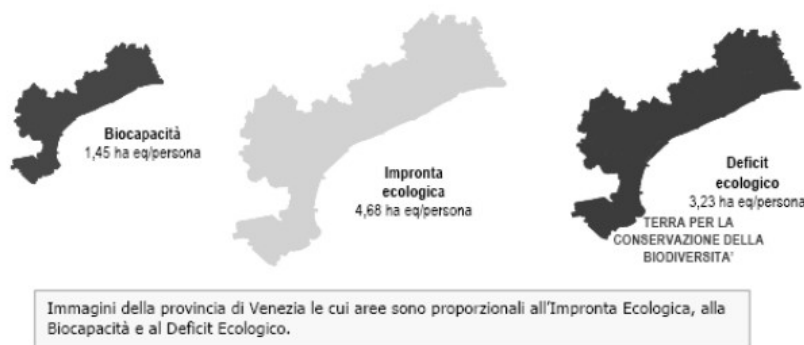 Biocapacità
1,45 ha eq/persona
Impronta
ecologica
4,68 ha eq/persona
Deficit
ecologico
3,23 ha eq/persona
TERRA PER LA
CONSERVAZIONE DELLA
BIODIVERSITA'
Immagini della provincia di Venezia le cui aree sono proporzionali all'Impronta Ecologica, alla
Biocapacità e al Deficit Ecologico.